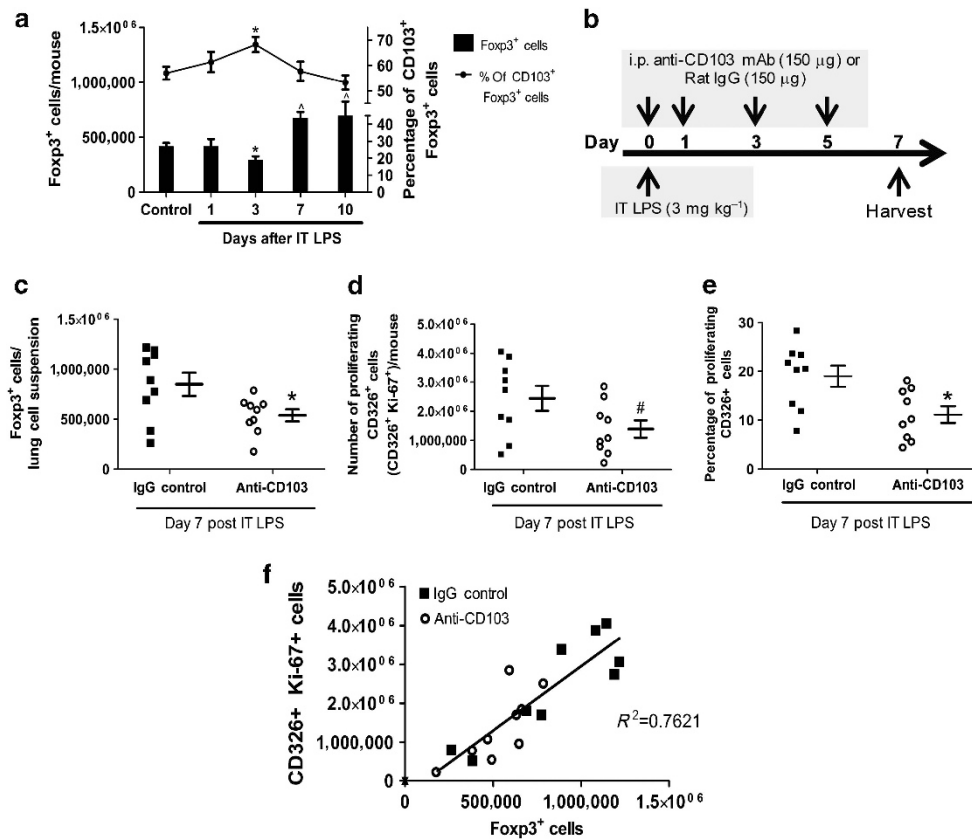 a
Foxp3⁺ cells/mouse
1.5×10⁰⁶
1,000,000
500,000
0
*
*
^
^
Percentage of CD103⁺
Foxp3⁺ cells
70
60
50
40
30
20
10
0
Control 1 3 7 10
Days after IT LPS
Foxp3⁺ cells
% Of CD103⁺
Foxp3⁺ cells
b
i.p. anti-CD103 mAb (150 µg) or
Rat IgG (150 µg)
Day 0 1 3 5 7
IT LPS (3 mg kg⁻¹)
Harvest
c
Foxp3⁺ cells/
lung cell suspension
1.5×10⁰⁶
1,000,000
500,000
0
*
IgG control Anti-CD103
Day 7 post IT LPS
d
Number of proliferating
CD326⁺ cells
(CD326⁺ Ki-67⁺)/mouse
5.0×10⁰⁶
4.0×10⁰⁶
3.0×10⁰⁶
2.0×10⁰⁶
1,000,000
0
#
IgG control Anti-CD103
Day 7 post IT LPS
e
Percentage of proliferating
CD326+ cells
30
20
10
0
*
IgG control Anti-CD103
Day 7 post IT LPS
f
CD326+ Ki-67+ cells
5.0×10⁰⁶
4.0×10⁰⁶
3.0×10⁰⁶
2.0×10⁰⁶
1,000,000
0
IgG control
Anti-CD103
R²=0.7621
0 500,000 1,000,000 1.5×10⁰⁶
Foxp3⁺ cells